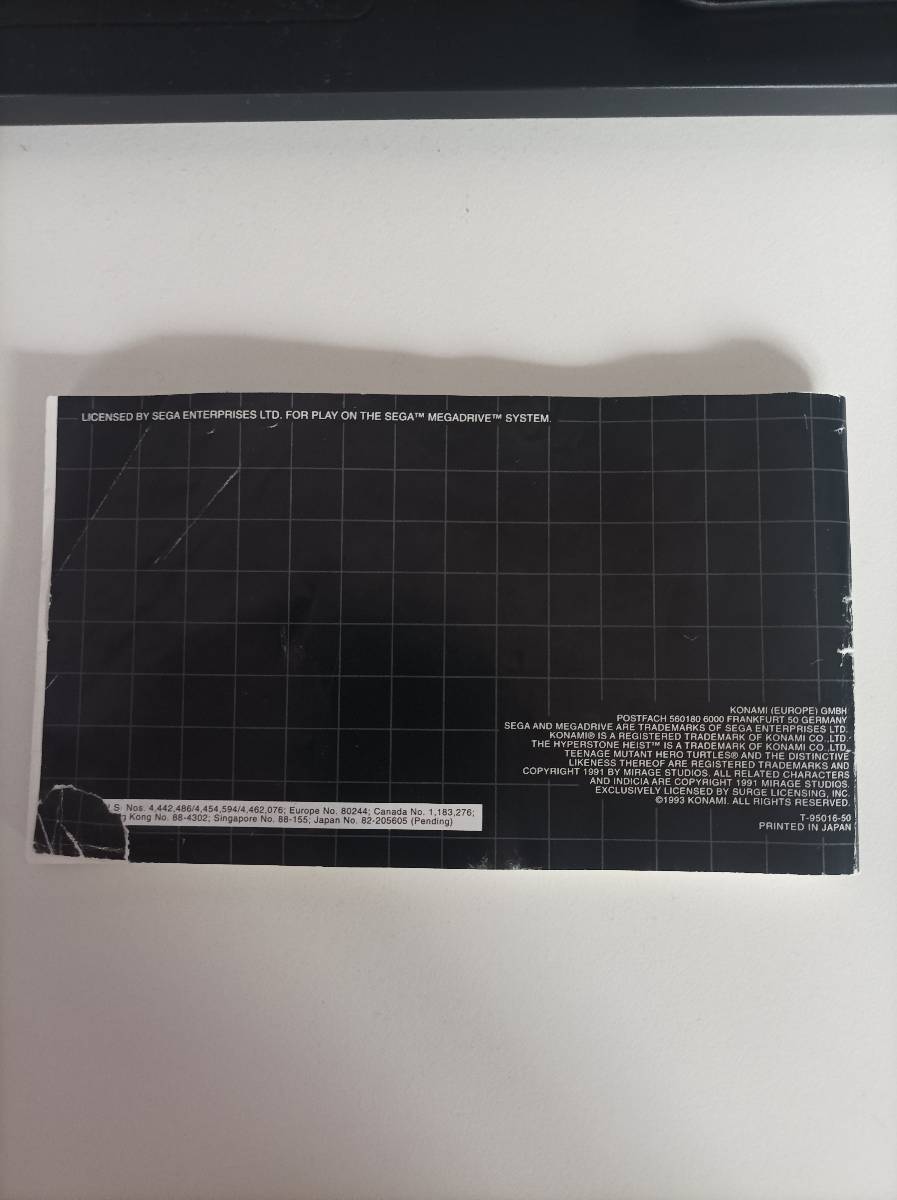 LICENSED BY SEGA ENTERPRISES LTD. FOR PLAY ON THE SEGA™ MEGADRIVE™ SYSTEM.
KONAMI (EUROPE) GMBH
POSTFACH 560180 6000 FRANKFURT 50 GERMANY
SEGA AND MEGADRIVE ARE TRADEMARKS OF SEGA ENTERPRISES LTD.
KONAMI® IS A REGISTERED TRADEMARK OF KONAMI CO.,LTD.
THE HYPERSTONE HEIST™ IS A TRADEMARK OF KONAMI CO.,LTD.
TEENAGE MUTANT HERO TURTLES® AND THE DISTINCTIVE
LIKENESS THEREOF ARE REGISTERED TRADEMARKS AND
COPYRIGHT 1991 BY MIRAGE STUDIOS. ALL RELATED CHARACTERS
AND INDICIA ARE COPYRIGHT 1991 MIRAGE STUDIOS.
EXCLUSIVELY LICENSED BY SURGE LICENSING, INC.
©1993 KONAMI. ALL RIGHTS RESERVED.
T-95016-50
PRINTED IN JAPAN
S. Nos. 4,442,486/4,454,594/4,462,076; Europe No. 80244; Canada No. 1,183,276;
Kong No. 88-4302; Singapore No. 88-155; Japan No. 82-205605 (Pending)